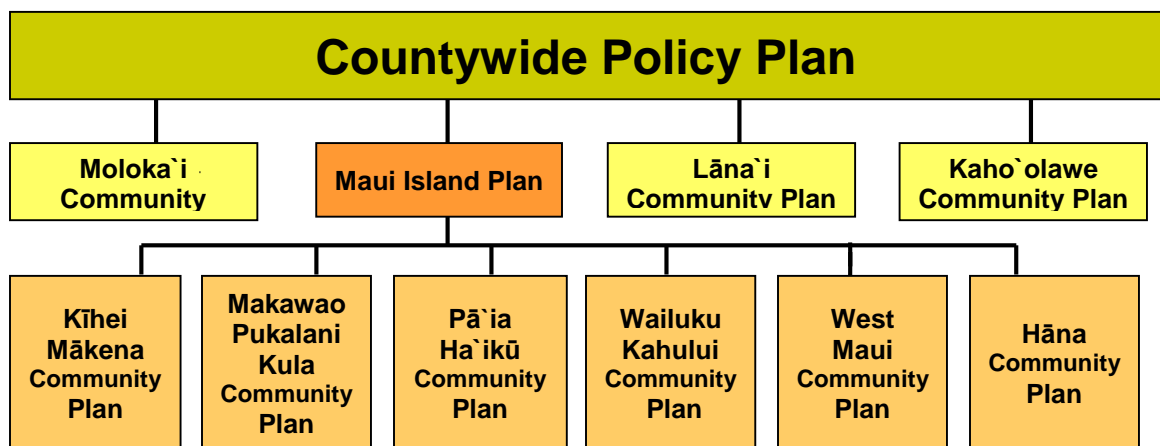 Countywide Policy Plan
Moloka`i
Community
Maui Island Plan
Lāna`i
Community Plan
Kaho`olawe
Community Plan
Kīhei
Mākena
Community
Plan
Makawao
Pukalani
Kula
Community
Plan
Pā`ia
Ha`ikū
Community
Plan
Wailuku
Kahului
Community
Plan
West
Maui
Community
Plan
Hāna
Community
Plan